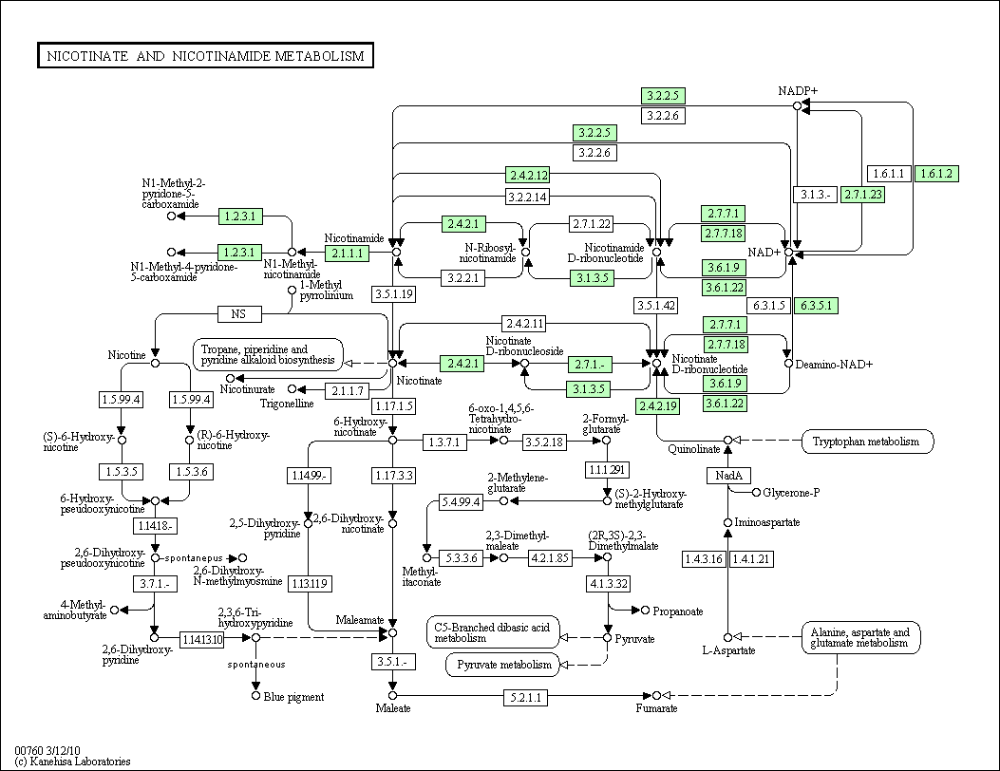 NICOTINATE AND NICOTINAMIDE METABOLISM
NADP+
3.2.2.5
3.2.2.6
3.2.2.5
3.2.2.6
1.6.1.1
1.6.1.2
2.4.2.12
3.2.2.14
3.1.3.-
2.7.1.23
N1-Methyl-2-
pyridone-5-
carboxamide
1.2.3.1
2.4.2.1
2.7.1.22
2.7.7.1
2.7.7.18
Nicotinamide
1.2.3.1
N1-Methyl-
nicotinamide
2.1.1.1
N-Ribosyl-
nicotinamide
Nicotinamide
D-ribonucleotide
NAD+
N1-Methyl-4-pyridone-
5-carboxamide
3.2.2.1
3.1.3.5
3.6.1.9
3.6.1.22
1-Methyl
pyrrolinium
3.5.1.19
3.5.1.42
6.3.1.5
6.3.5.1
NS
2.4.2.11
2.7.7.1
2.7.7.18
Nicotine
Tropane, piperidine and
pyridine alkaloid biosynthesis
Nicotinate
D-ribonucleoside
2.4.2.1
2.7.1.-
Nicotinate
D-ribonucleotide
Deamino-NAD+
Nicotinurate
Nicotinate
3.1.3.5
3.6.1.9
3.6.1.22
2.1.1.7
Trigonelline
1.5.99.4
1.5.99.4
1.17.1.5
2.4.2.19
6-Hydroxy-
nicotinate
6-oxo-1,4,5,6-
Tetrahydro-
nicotinate
2-Formyl-
glutarate
(S)-6-Hydroxy-
nicotine
(R)-6-Hydroxy-
nicotine
1.3.7.1
3.5.2.18
Quinolinate
Tryptophan metabolism
1.5.3.5
1.5.3.6
1.14.99.-
1.17.3.3
1.1.1.291
NadA
2-Methylene-
glutarate
6-Hydroxy-
pseudooxynicotine
5.4.99.4
(S)-2-Hydroxy-
methylglutarate
Glycerone-P
1.14.18.-
2,5-Dihydroxy-
pyridine
2,6-Dihydroxy-
nicotinate
Iminoaspartate
2,3-Dimethyl-
maleate
(2R,3S)-2,3-
Dimethylmalate
2,6-Dihydroxy-
pseudooxynicotine
spontanepus
2,6-Dihydroxy-
N-methylmyosmine
5.3.3.6
4.2.1.85
1.4.3.16
1.4.1.21
Methyl-
itaconate
3.7.1.-
1.13.119
4.1.3.32
4-Methyl-
aminobutyrate
2,3,6-Tri-
hydroxypyridine
Maleamate
Propanoate
1.14.13.10
C5-Branched dibasic acid
metabolism
Pyruvate
Alanine, aspartate and
glutamate metabolism
2,6-Dihydroxy-
pyridine
L-Aspartate
spontaneous
3.5.1.-
Pyruvate metabolism
Blue pigment
Maleate
5.2.1.1
Fumarate
00760 3/12/10
(c) Kanehisa Laboratories